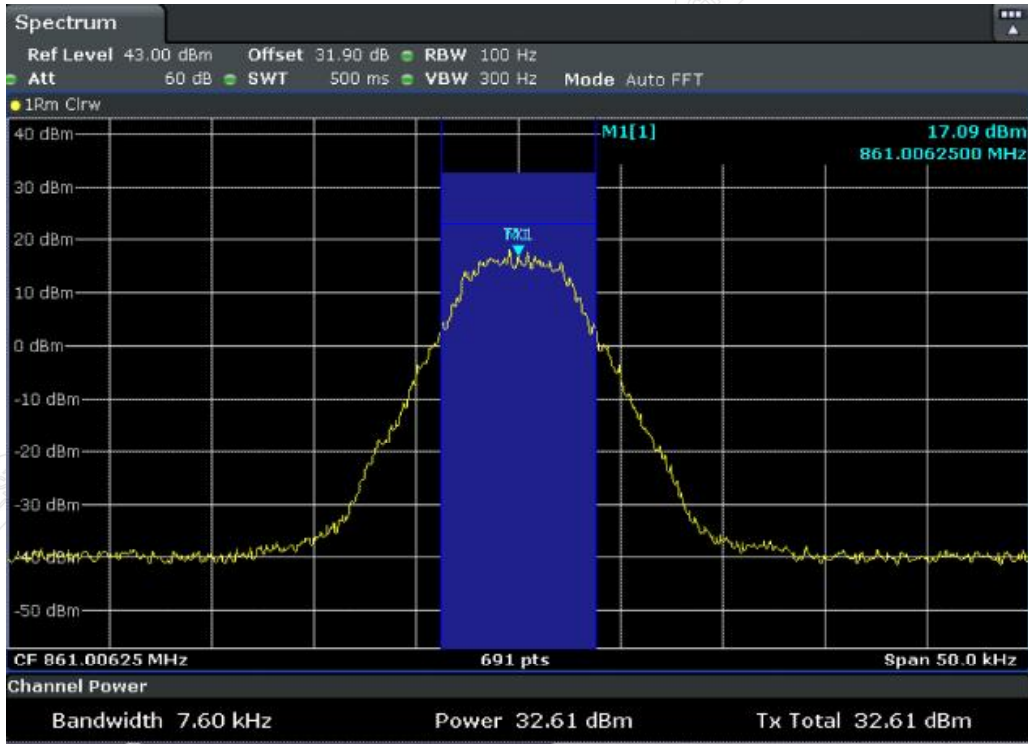 Spectrum
Ref Level 43.00 dBm Offset 31.90 dB RBW 100 Hz
Att 60 dB SWT 500 ms VBW 300 Hz Mode Auto FFT
1Rm Clrw
40 dBm
M1[1] 17.09 dBm
861.0062500 MHz
30 dBm
20 dBm
10 dBm
0 dBm
-10 dBm
-20 dBm
-30 dBm
-40 dBm
-50 dBm
CF 861.00625 MHz 691 pts Span 50.0 kHz
Channel Power
Bandwidth 7.60 kHz Power 32.61 dBm Tx Total 32.61 dBm